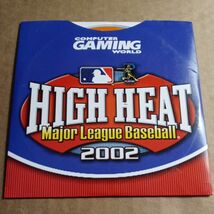 COMPUTER
GAMING
WORLD
HIGH HEAT
Major League Baseball
2002